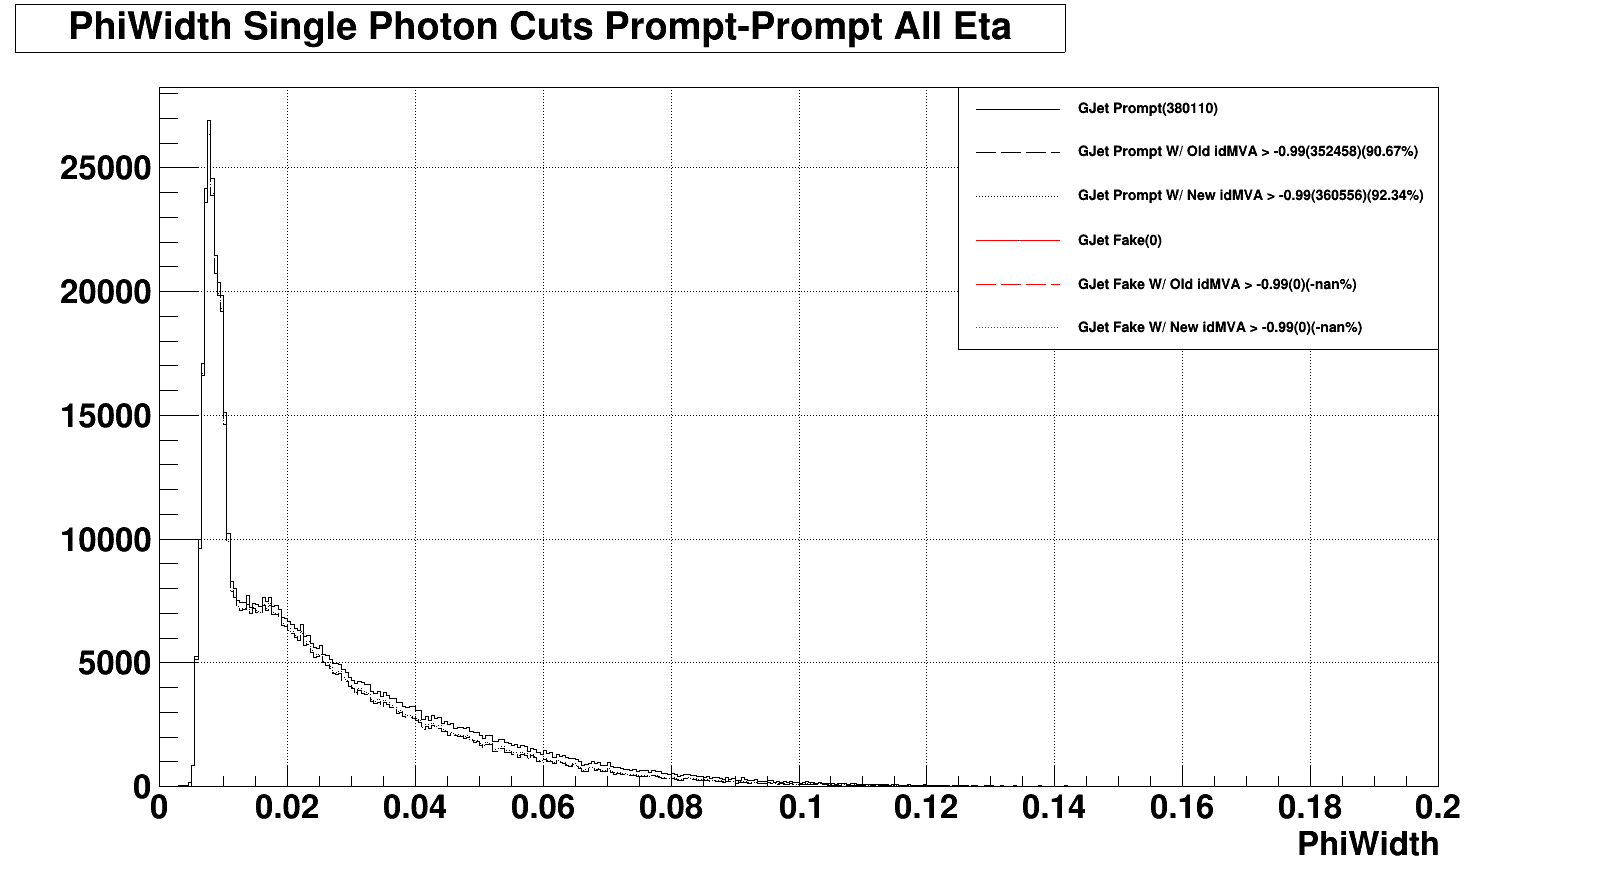 PhiWidth Single Photon Cuts Prompt-Prompt All Eta
GJet Prompt(380110)
GJet Prompt W/ Old idMVA > -0.99(352458)(90.67%)
GJet Prompt W/ New idMVA > -0.99(360556)(92.34%)
GJet Fake(0)
GJet Fake W/ Old idMVA > -0.99(0)(-nan%)
GJet Fake W/ New idMVA > -0.99(0)(-nan%)
25000
20000
15000
10000
5000
0
0 0.02 0.04 0.06 0.08 0.1 0.12 0.14 0.16 0.18 0.2
PhiWidth